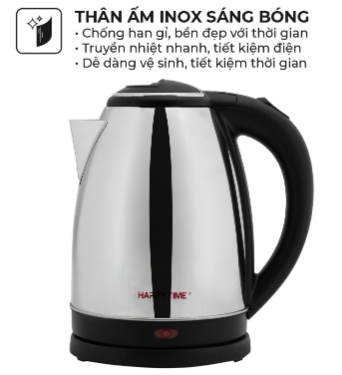 THÂN ẤM INOX SÁNG BÓNG
• Chống han gỉ, bền đẹp với thời gian
• Truyền nhiệt nhanh, tiết kiệm điện
• Dễ dàng vệ sinh, tiết kiệm thời gian
HAPPY TIME